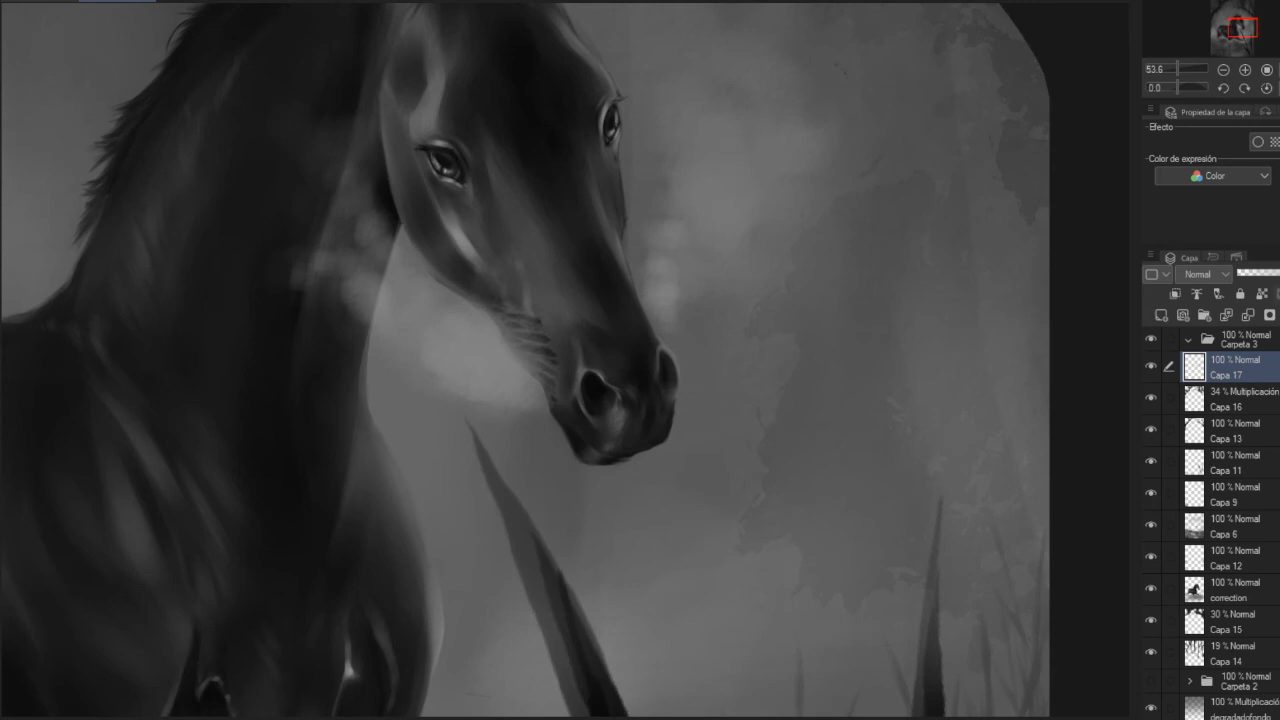 53.6
0.0
Propiedad de la capa
Efecto
Color de expresión
Color
Capa
Normal
100 % Normal
Carpeta 3
100 % Normal
Capa 17
34 % Multiplicación
Capa 16
100 % Normal
Capa 13
100 % Normal
Capa 11
100 % Normal
Capa 9
100 % Normal
Capa 6
100 % Normal
Capa 12
100 % Normal
correction
30 % Normal
Capa 15
19 % Normal
Capa 14
100 % Normal
Carpeta 2
100 % Multiplicació
degradadofondo